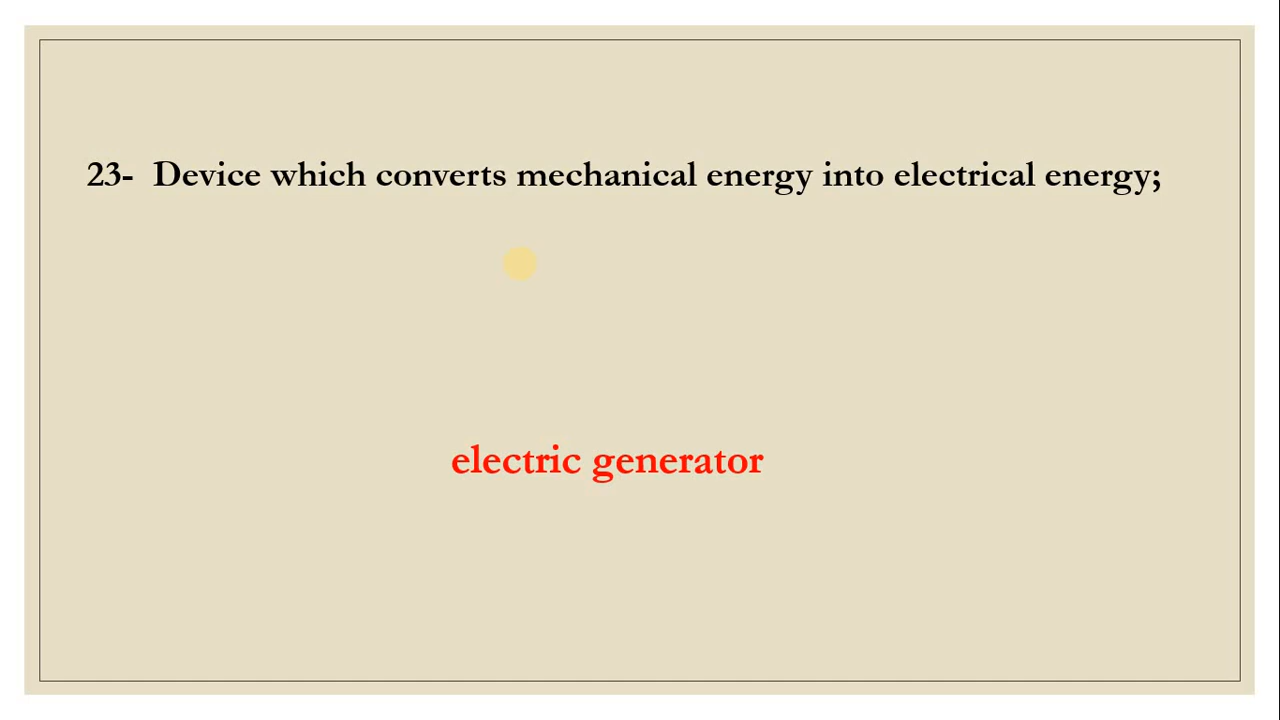 23- Device which converts mechanical energy into electrical energy;
electric generator